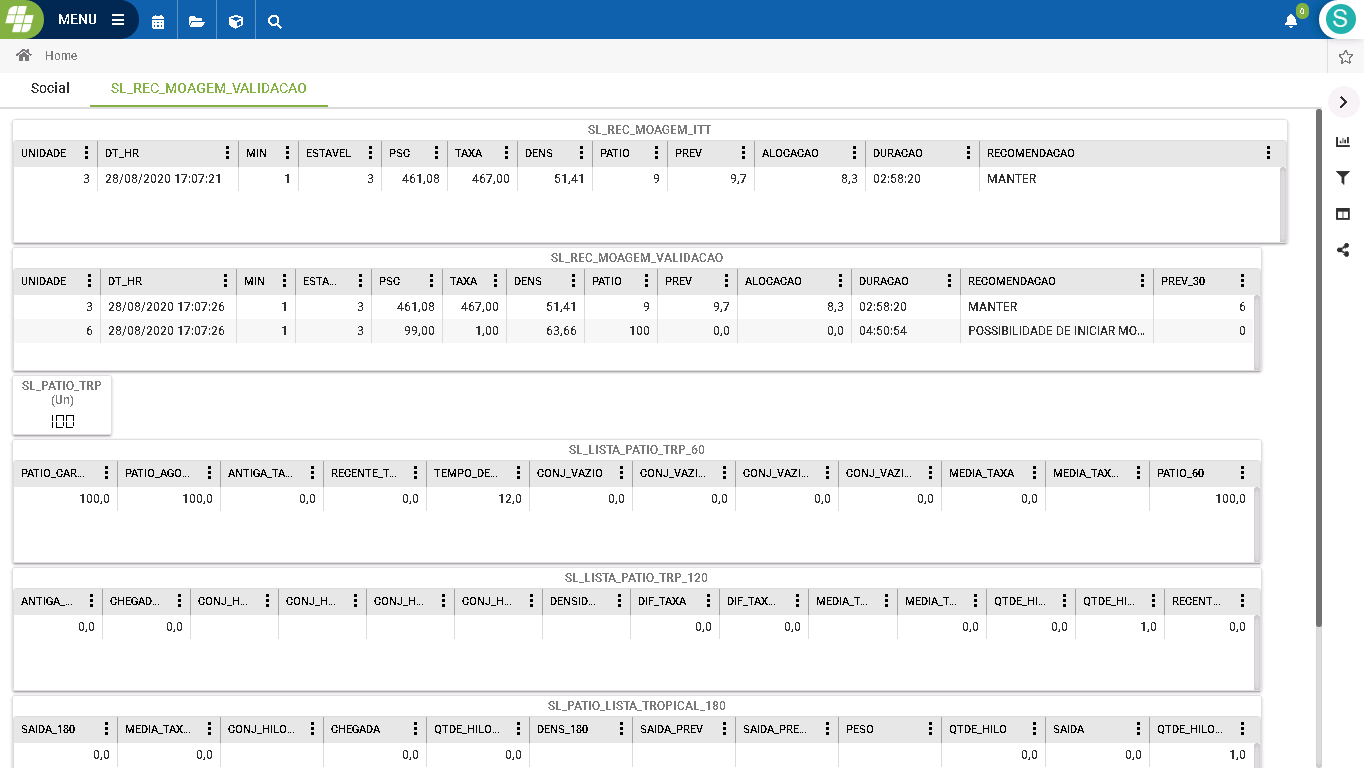 MENU
0
S
Home
Social SL_REC_MOAGEM_VALIDACAO
SL_REC_MOAGEM_ITT
UNIDADE DT_HR MIN ESTAVEL PSC TAXA DENS PATIO PREV ALOCACAO DURACAO RECOMENDACAO
3 28/08/2020 17:07:21 1 3 461,08 467,00 51,41 9 9,7 8,3 02:58:20 MANTER
SL_REC_MOAGEM_VALIDACAO
UNIDADE DT_HR MIN ESTA... PSC TAXA DENS PATIO PREV ALOCACAO DURACAO RECOMENDACAO PREV_30
3 28/08/2020 17:07:26 1 3 461,08 467,00 51,41 9 9,7 8,3 02:58:20 MANTER 6
6 28/08/2020 17:07:26 1 3 99,00 1,00 63,66 100 0,0 0,0 04:50:54 POSSIBILIDADE DE INICIAR MO... 0
SL_PATIO_TRP
(Un)
100
SL_LISTA_PATIO_TRP_60
PATIO_CAR... PATIO_AGO... ANTIGA_TA... RECENTE_T... TEMPO_DE... CONJ_VAZIO CONJ_VAZI... CONJ_VAZI... CONJ_VAZI... MEDIA_TAXA MEDIA_TAX... PATIO_60
100,0 100,0 0,0 0,0 12,0 0,0 0,0 0,0 0,0 0,0 100,0
SL_LISTA_PATIO_TRP_120
ANTIGA_... CHEGAD... CONJ_H... CONJ_H... CONJ_H... CONJ_H... DENSID... DIF_TAXA DIF_TAX... MEDIA_T... MEDIA_T... QTDE_HI... QTDE_HI... RECENT...
0,0 0,0 0,0 0,0 0,0 0,0 1,0 0,0
SL_PATIO_LISTA_TROPICAL_180
SAIDA_180 MEDIA_TAX... CONJ_HILO... CHEGADA QTDE_HILO... DENS_180 SAIDA_PREV SAIDA_PRE... PESO QTDE_HILO SAIDA QTDE_HILO...
0,0 0,0 0,0 0,0 0,0 0,0 1,0